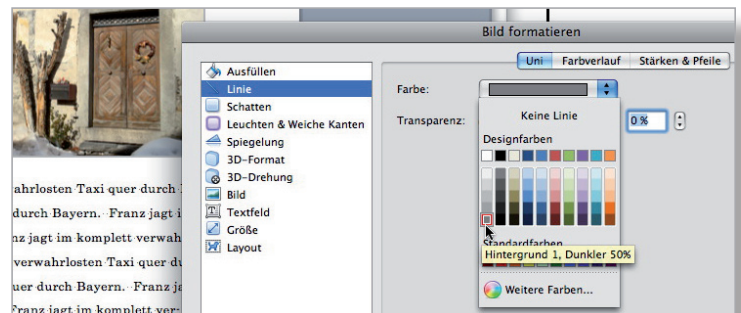 Bild formatieren
Uni Farbverlauf Stärken & Pfeile
Ausfüllen
Linie
Schatten
Leuchten & Weiche Kanten
Spiegelung
3D-Format
3D-Drehung
Bild
Textfeld
Größe
Layout
Farbe:
Transparenz:
0 %
Keine Linie
Designfarben
Standardfarben
Hintergrund 1, Dunkler 50%
Weitere Farben...
ahrlosten Taxi quer durch
durch Bayern. Franz jagt
nz jagt im komplett verwah
verwahrlosten Taxi quer
uer durch Bayern. Franz
Franz jagt im komplett ver